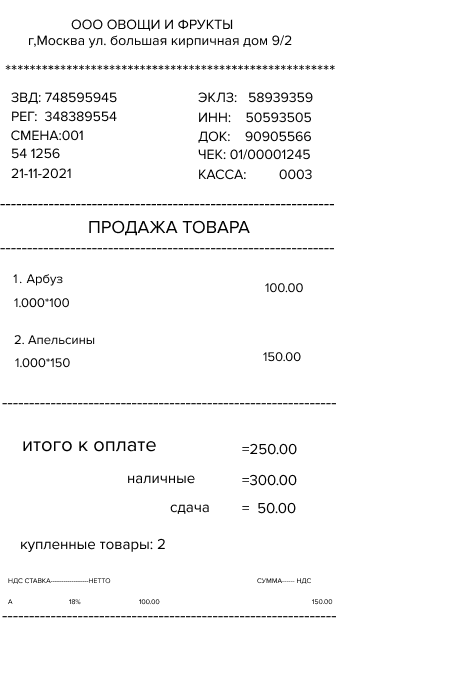 ООО ОВОЩИ И ФРУКТЫ
г,Москва ул. большая кирпичная дом 9/2
********************************************************
ЗВД: 748595945 ЭКЛЗ: 58939359
РЕГ: 348389554 ИНН: 50593505
СМЕНА:001 ДОК: 90905566
54 1256 ЧЕК: 01/00001245
21-11-2021 КАССА: 0003
----------------------------------------------------------------
ПРОДАЖА ТОВАРА
----------------------------------------------------------------
1. Арбуз
100.00
1.000*100
2. Апельсины
150.00
1.000*150
----------------------------------------------------------------
итого к оплате =250.00
наличные =300.00
сдача = 50.00
купленные товары: 2
НДС СТАВКА-----------------НЕТТО СУММА------ НДС
А 18% 100.00 150.00
----------------------------------------------------------------